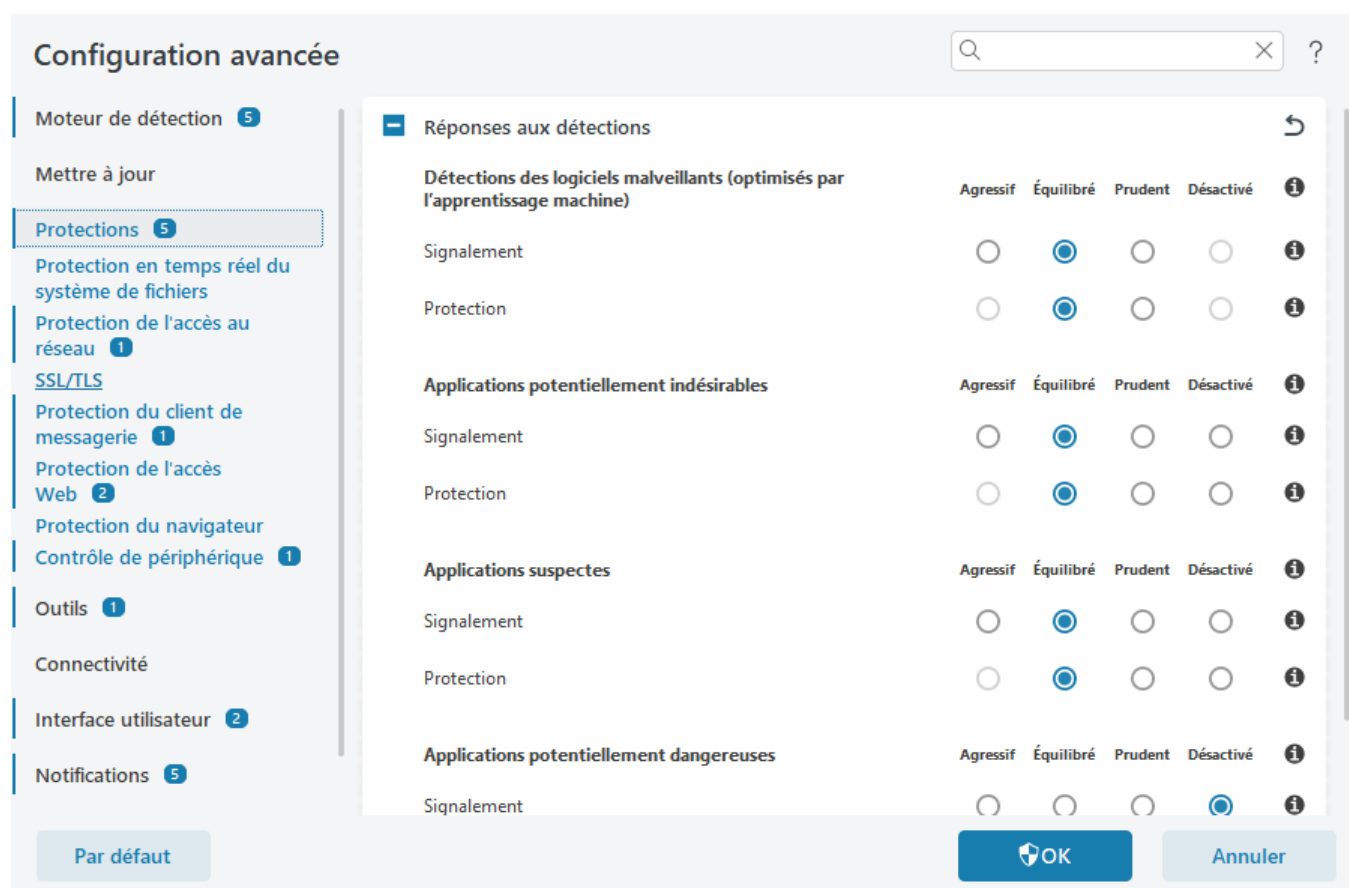 Configuration avancée
?
Moteur de détection 5
Mettre à jour
Protections 5
Protection en temps réel du
système de fichiers
Protection de l'accès au
réseau 1
SSL/TLS
Protection du client de
messagerie 1
Protection de l'accès
Web 2
Protection du navigateur
Contrôle de périphérique 1
Outils 1
Connectivité
Interface utilisateur 2
Notifications 5
Réponses aux détections
Détections des logiciels malveillants (optimisés par
l'apprentissage machine)
Agressif Équilibré Prudent Désactivé
Signalement
Protection
Applications potentiellement indésirables Agressif Équilibré Prudent Désactivé
Signalement
Protection
Applications suspectes Agressif Équilibré Prudent Désactivé
Signalement
Protection
Applications potentiellement dangereuses Agressif Équilibré Prudent Désactivé
Signalement
Par défaut
OK
Annuler